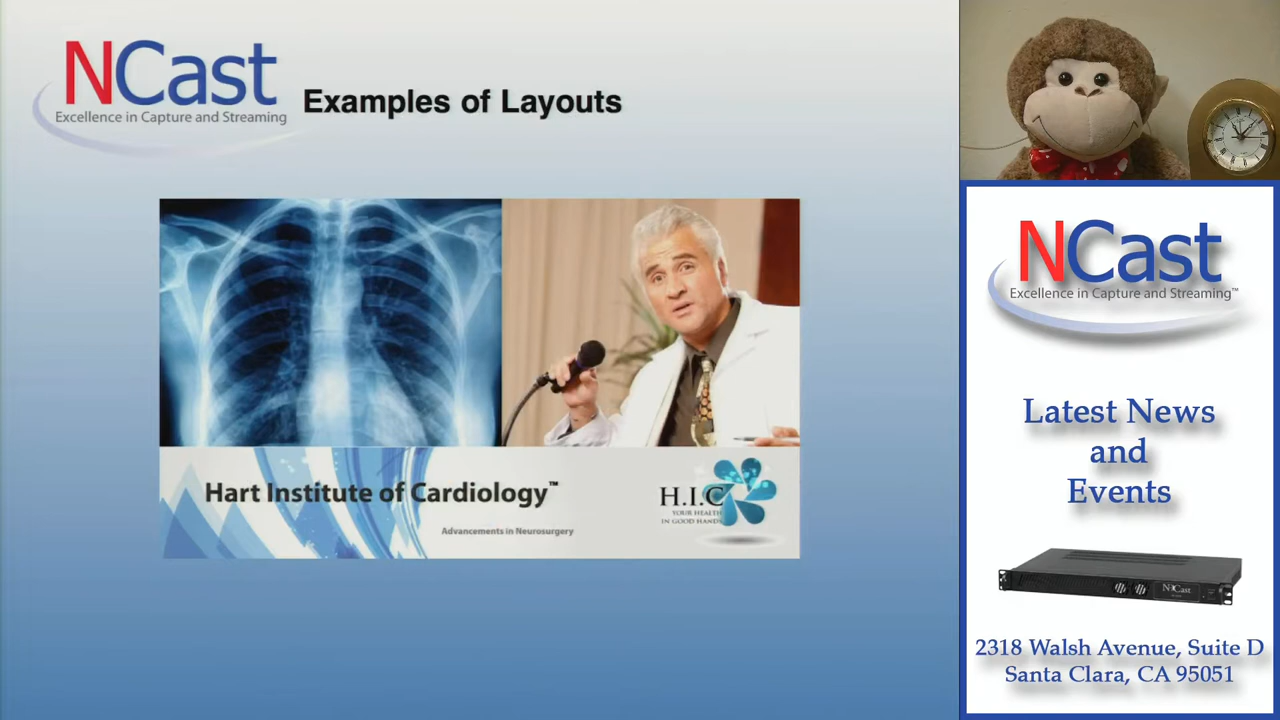 NCast
Excellence in Capture and Streaming
Examples of Layouts
Hart Institute of Cardiology™
Advancements in Neurosurgery
H.I.C
YOUR HEALTH
IN GOOD HANDS
NCast
Excellence in Capture and Streaming™
Latest News
and
Events
NCast
2318 Walsh Avenue, Suite D
Santa Clara, CA 95051